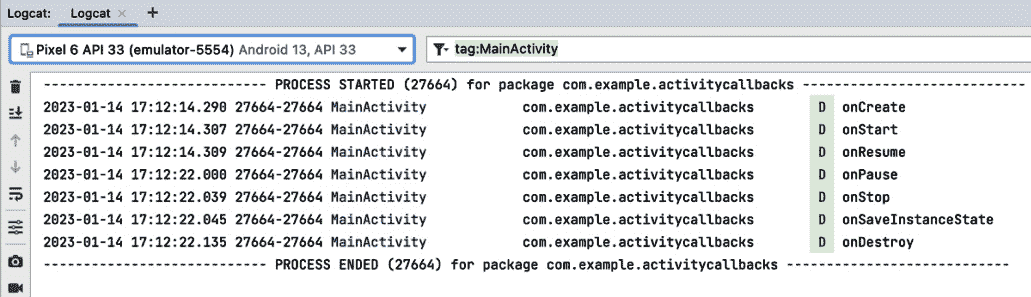 Logcat: Logcat × +
Pixel 6 API 33 (emulator-5554) Android 13, API 33 tag:MainActivity
---------------------------- PROCESS STARTED (27664) for package com.example.activitycallbacks ----------------------------
2023-01-14 17:12:14.290 27664-27664 MainActivity com.example.activitycallbacks D onCreate
2023-01-14 17:12:14.307 27664-27664 MainActivity com.example.activitycallbacks D onStart
2023-01-14 17:12:14.309 27664-27664 MainActivity com.example.activitycallbacks D onResume
2023-01-14 17:12:22.000 27664-27664 MainActivity com.example.activitycallbacks D onPause
2023-01-14 17:12:22.039 27664-27664 MainActivity com.example.activitycallbacks D onStop
2023-01-14 17:12:22.045 27664-27664 MainActivity com.example.activitycallbacks D onSaveInstanceState
2023-01-14 17:12:22.135 27664-27664 MainActivity com.example.activitycallbacks D onDestroy
---------------------------- PROCESS ENDED (27664) for package com.example.activitycallbacks ----------------------------